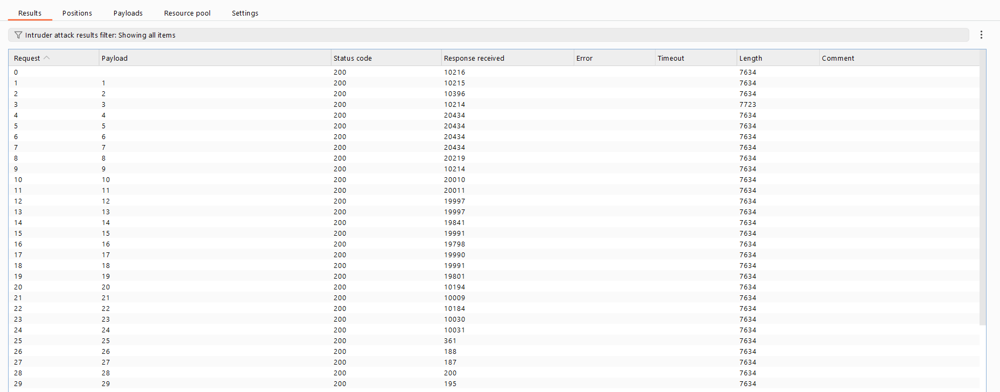 Results Positions Payloads Resource pool Settings
Intruder attack results filter: Showing all items
Request Payload Status code Response received Error Timeout Length Comment
0 200 10216 7634
1 1 200 10215 7634
2 2 200 10396 7634
3 3 200 10214 7723
4 4 200 20434 7634
5 5 200 20434 7634
6 6 200 20434 7634
7 7 200 20434 7634
8 8 200 20219 7634
9 9 200 10214 7634
10 10 200 20010 7634
11 11 200 20011 7634
12 12 200 19997 7634
13 13 200 19997 7634
14 14 200 19841 7634
15 15 200 19991 7634
16 16 200 19798 7634
17 17 200 19990 7634
18 18 200 19991 7634
19 19 200 19801 7634
20 20 200 10194 7634
21 21 200 10009 7634
22 22 200 10184 7634
23 23 200 10030 7634
24 24 200 10031 7634
25 25 200 361 7634
26 26 200 188 7634
27 27 200 187 7634
28 28 200 200 7634
29 29 200 195 7634